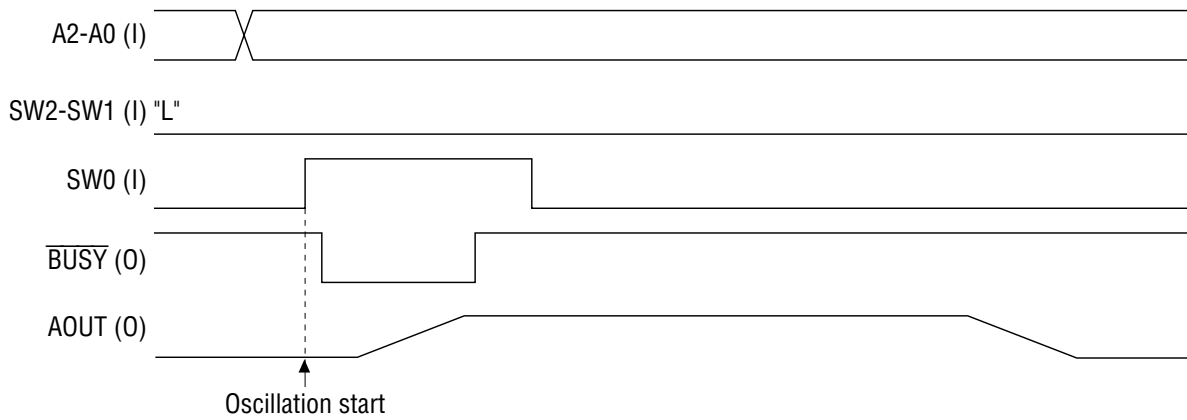 A2-A0 (I)
SW2-SW1 (I) "L"
SW0 (I)
BUSY (O)
AOUT (O)
Oscillation start